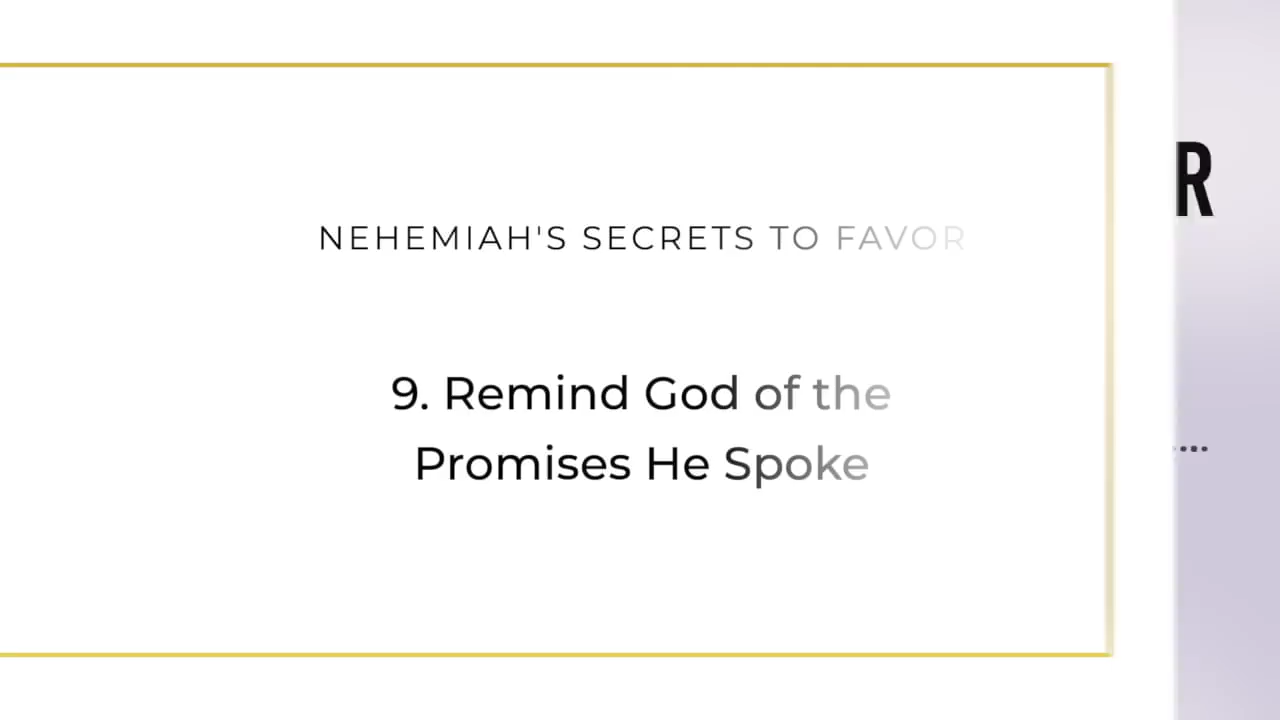 NEHEMIAH'S SECRETS TO FAVOR
9. Remind God of the
Promises He Spoke
R